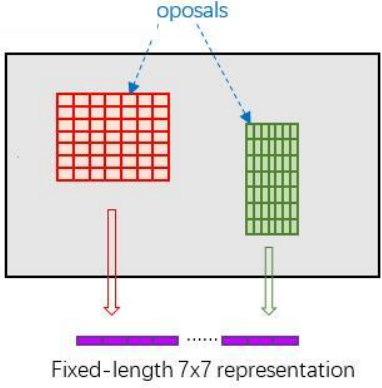 oposals
......
Fixed-length 7x7 representation